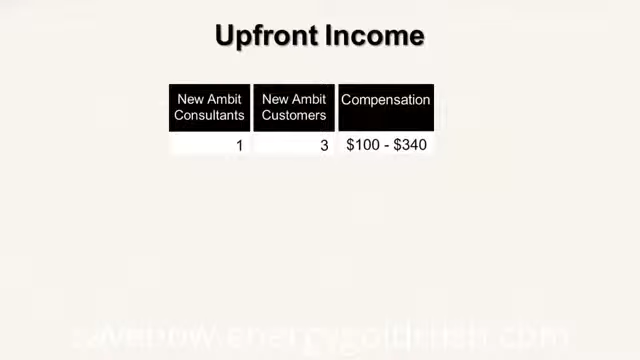 Upfront Income
New Ambit Consultants
New Ambit Customers
Compensation
1
3
$100 - $340